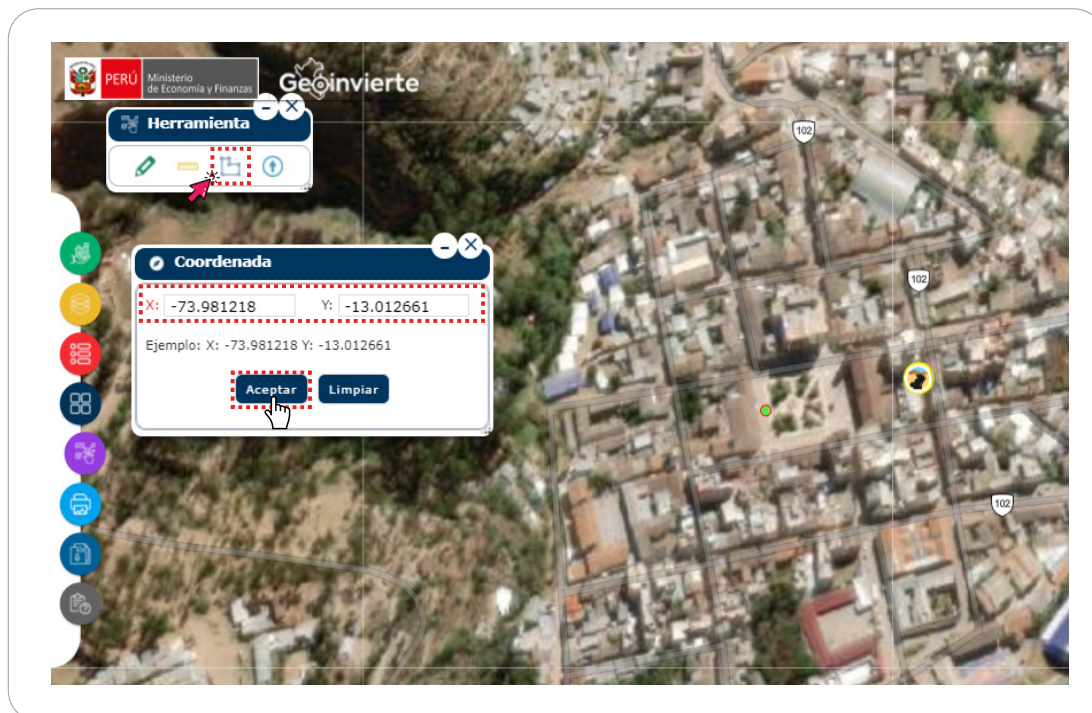 PERÚ
Ministerio
de Economía y Finanzas
Geoinvierte
Herramienta
Coordenada
X: -73.981218 Y: -13.012661
Ejemplo: X: -73.981218 Y: -13.012661
Aceptar Limpiar
102
102
102